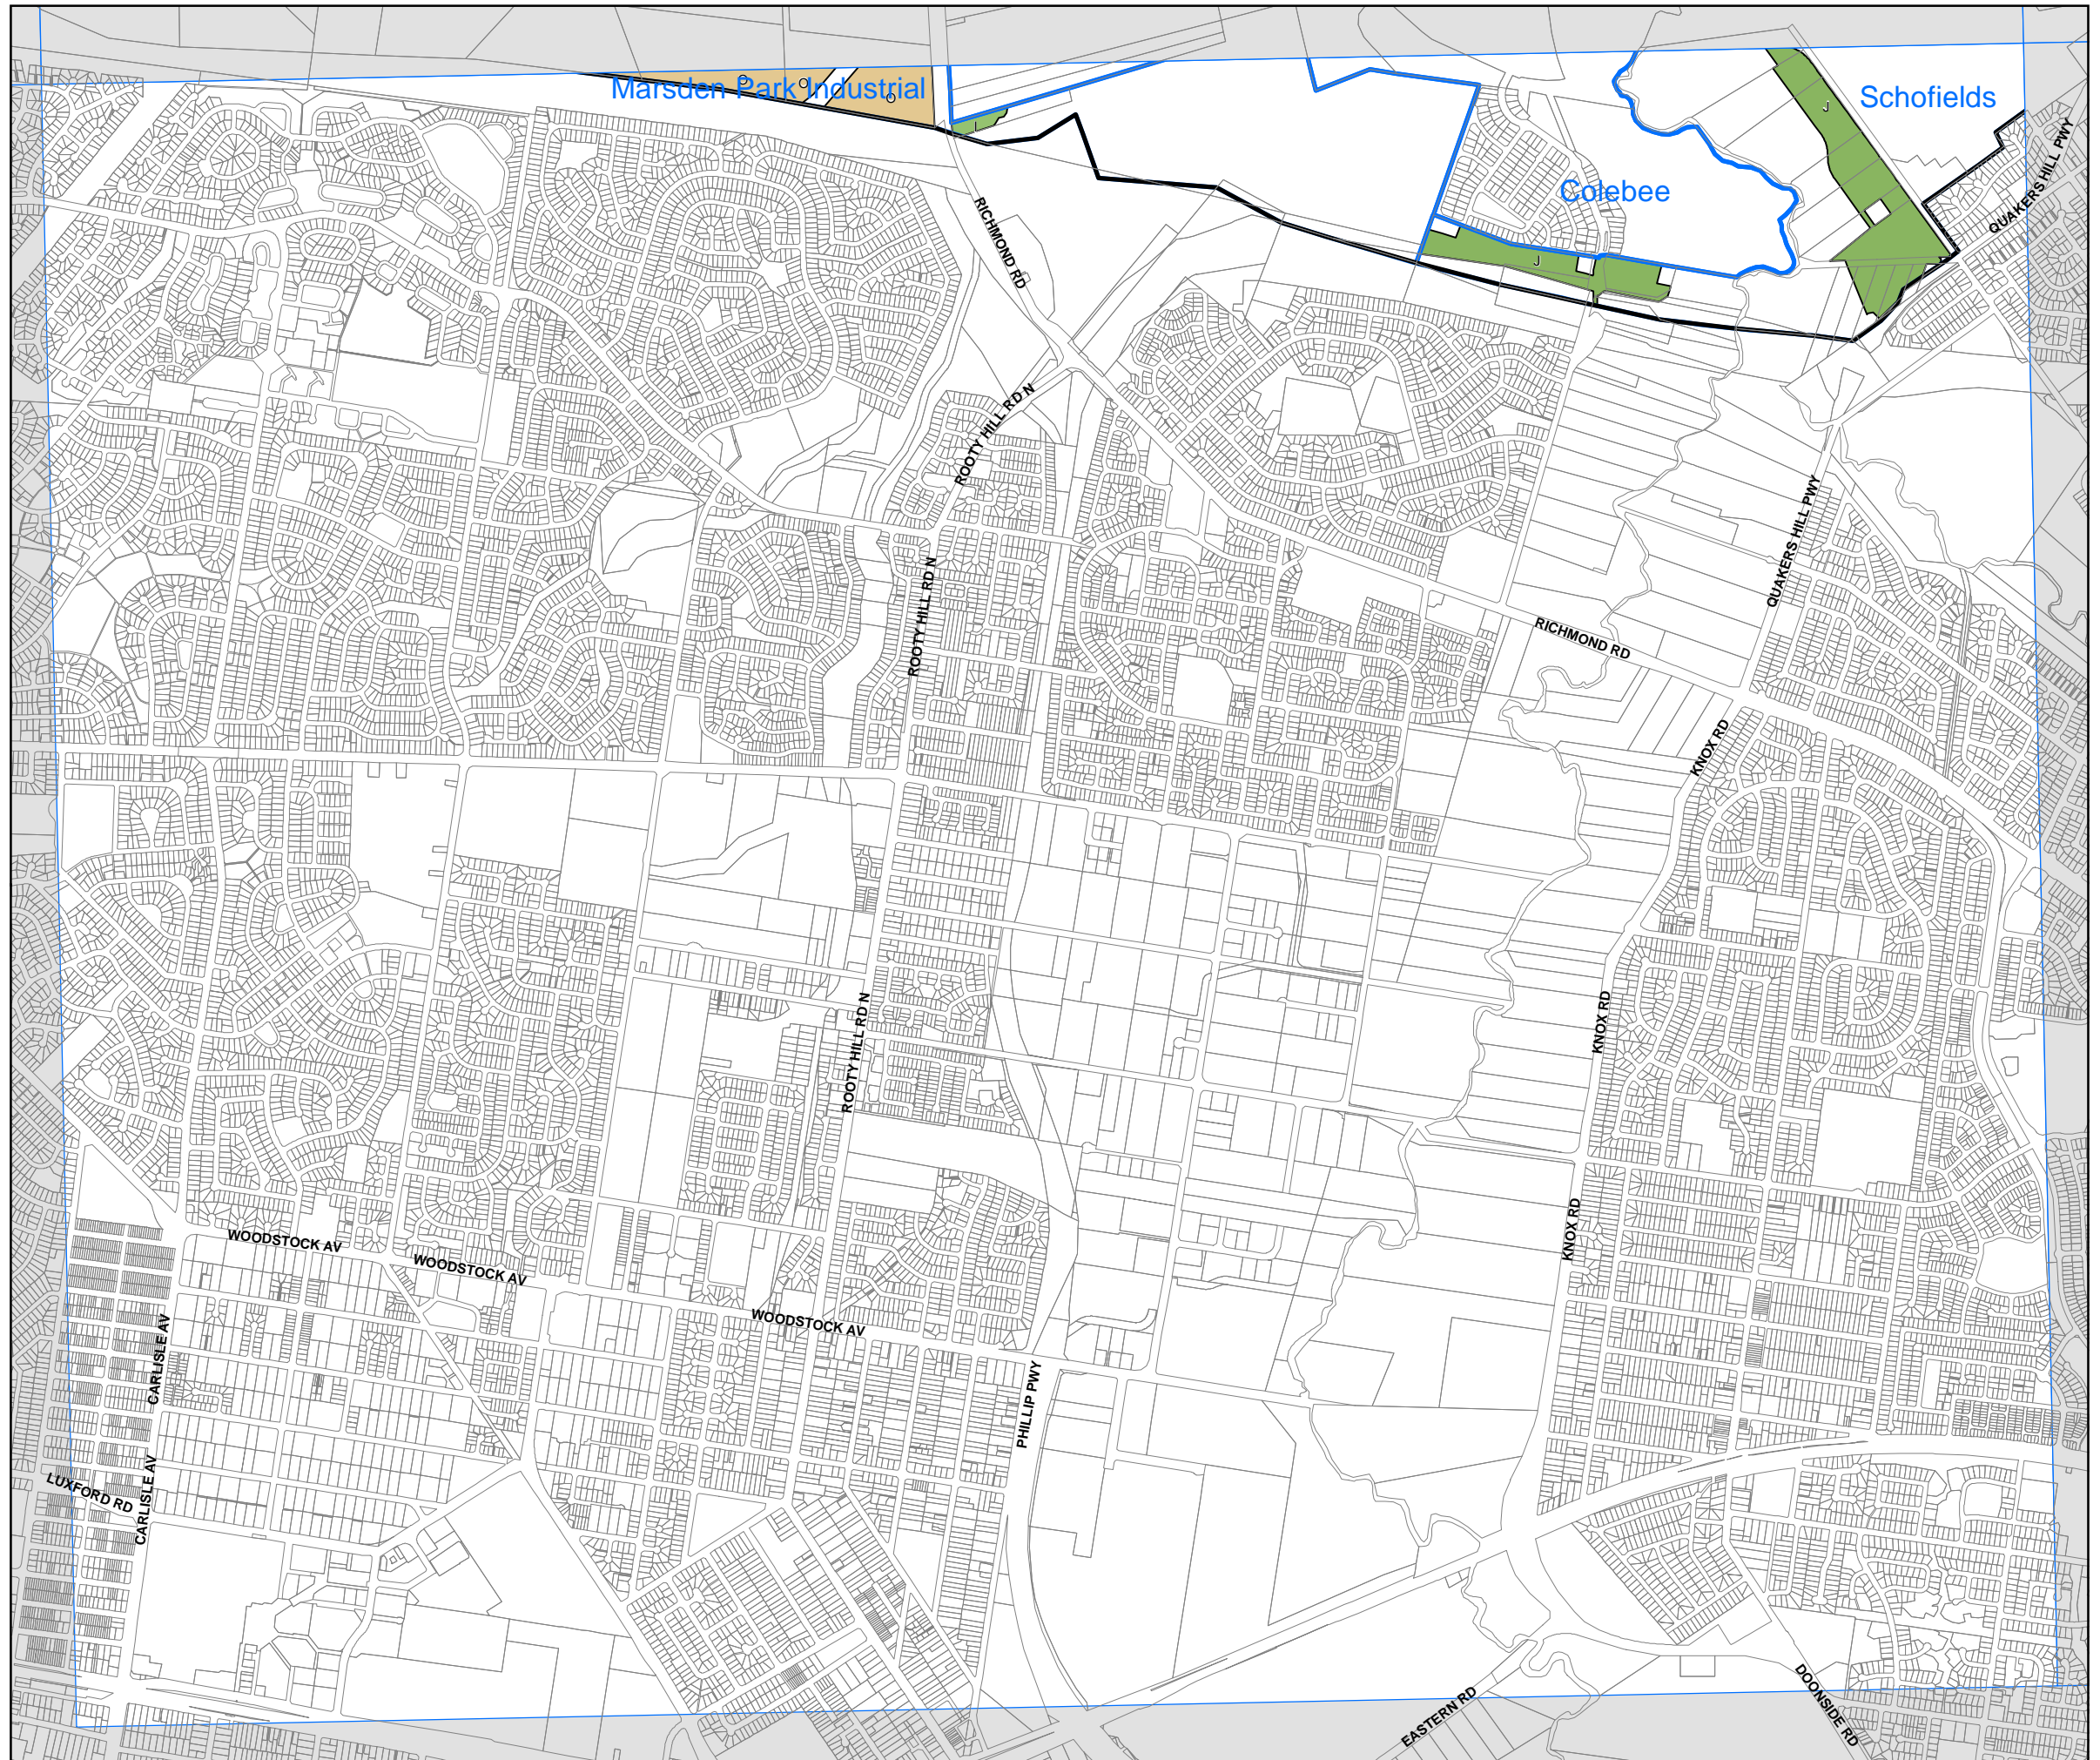 Marsden Park Industrial
O
O
O
I
Schofields
J
Colebee
J
QUAKERS HILL PWY
RICHMOND RD
ROOTY HILL RD N
QUAKERS HILL PWY
ROOTY HILL RD N
RICHMOND RD
KNOX RD
ROOTY HILL RD N
KNOX RD
KNOX RD
WOODSTOCK AV
WOODSTOCK AV
WOODSTOCK AV
CARLISLE AV
PHILLIP PWY
LUXFORD RD
CARLISLE AV
EASTERN RD
DOONSIDE RD